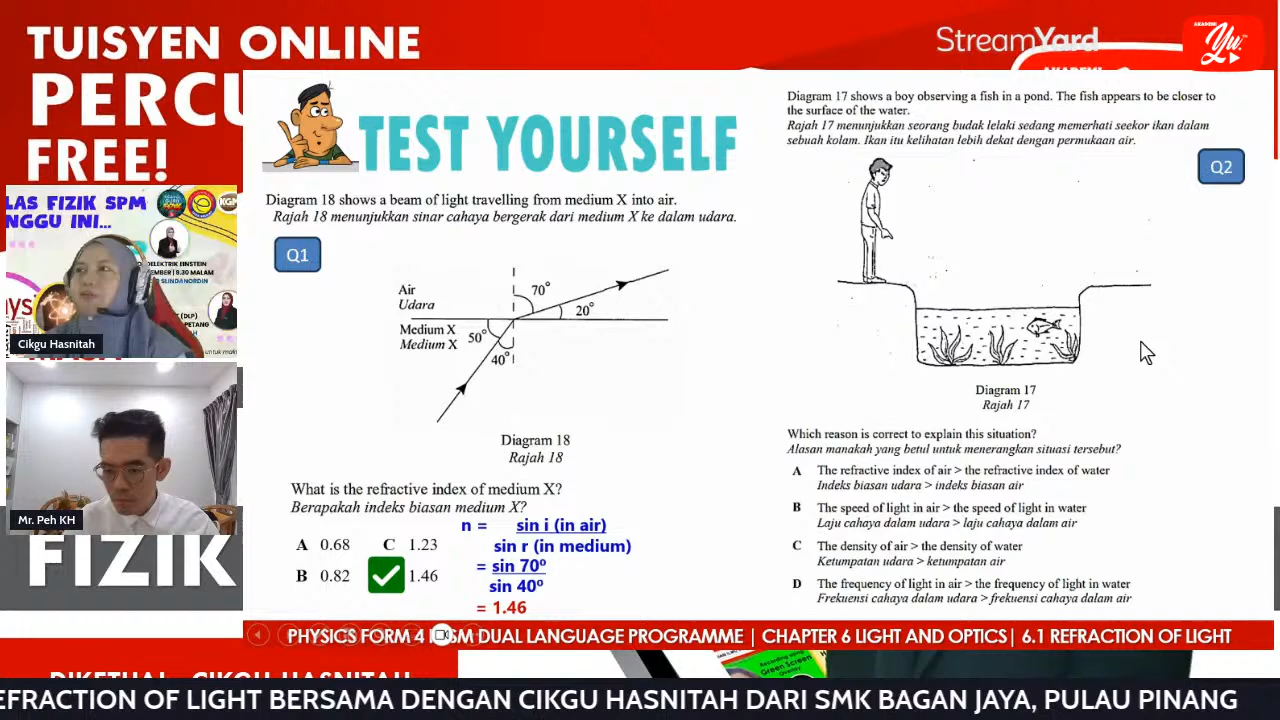 TUISYEN ONLINE
PERCU
FREE!
StreamYard
AKADEMI
Yu
TEST YOURSELF
Diagram 18 shows a beam of light travelling from medium X into air.
Rajah 18 menunjukkan sinar cahaya bergerak dari medium X ke dalam udara.
Q1
Air
Udara
Medium X
Medium X
70°
20°
50°
40°
Diagram 18
Rajah 18
What is the refractive index of medium X?
Berapakah indeks biasan medium X?
A 0.68 C 1.23
B 0.82 1.46
n = sin i (in air)
sin r (in medium)
= sin 70º
sin 40º
= 1.46
Diagram 17 shows a boy observing a fish in a pond. The fish appears to be closer to
the surface of the water.
Rajah 17 menunjukkan seorang budak lelaki sedang memerhati seekor ikan dalam
sebuah kolam. Ikan itu kelihatan lebih dekat dengan permukaan air.
Q2
Diagram 17
Rajah 17
Which reason is correct to explain this situation?
Alasan manakah yang betul untuk menerangkan situasi tersebut?
A The refractive index of air > the refractive index of water
Indeks biasan udara > indeks biasan air
B The speed of light in air > the speed of light in water
Laju cahaya dalam udara > laju cahaya dalam air
C The density of air > the density of water
Ketumpatan udara > ketumpatan air
D The frequency of light in air > the frequency of light in water
Frekuensi cahaya dalam udara > frekuensi cahaya dalam air
LAS FIZIK SPM
NGGU INI...
KGM
Cikgu Hasnitah
Mr. Peh KH
FIZIK
PHYSICS FORM 4 DUAL LANGUAGE PROGRAMME | CHAPTER 6 LIGHT AND OPTICS| 6.1 REFRACTION OF LIGHT
Green Screen
EFRACTION OF LIGHT BERSAMA DENGAN CIKGU HASNITAH DARI SMK BAGAN JAYA, PULAU PINANG